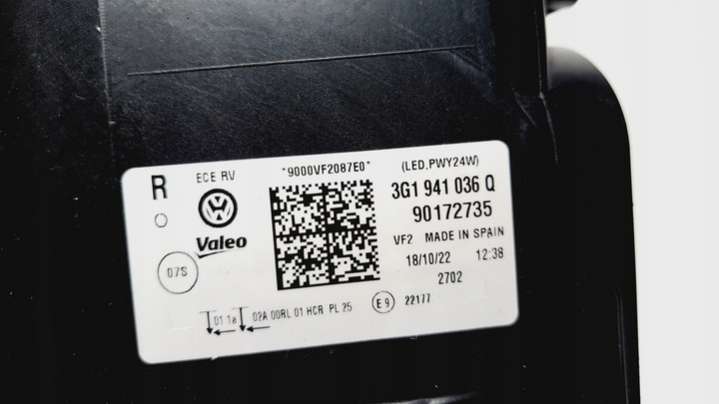 R
ECE RV
*9000VF2087E0*
(LED,PWY24W)
3G1 941 036 Q
90172735
Valeo
VF2 MADE IN SPAIN
18/10/22 12:38
2702
07S
01 1a 02A 00RL 01 HCR PL 25
E9 22177